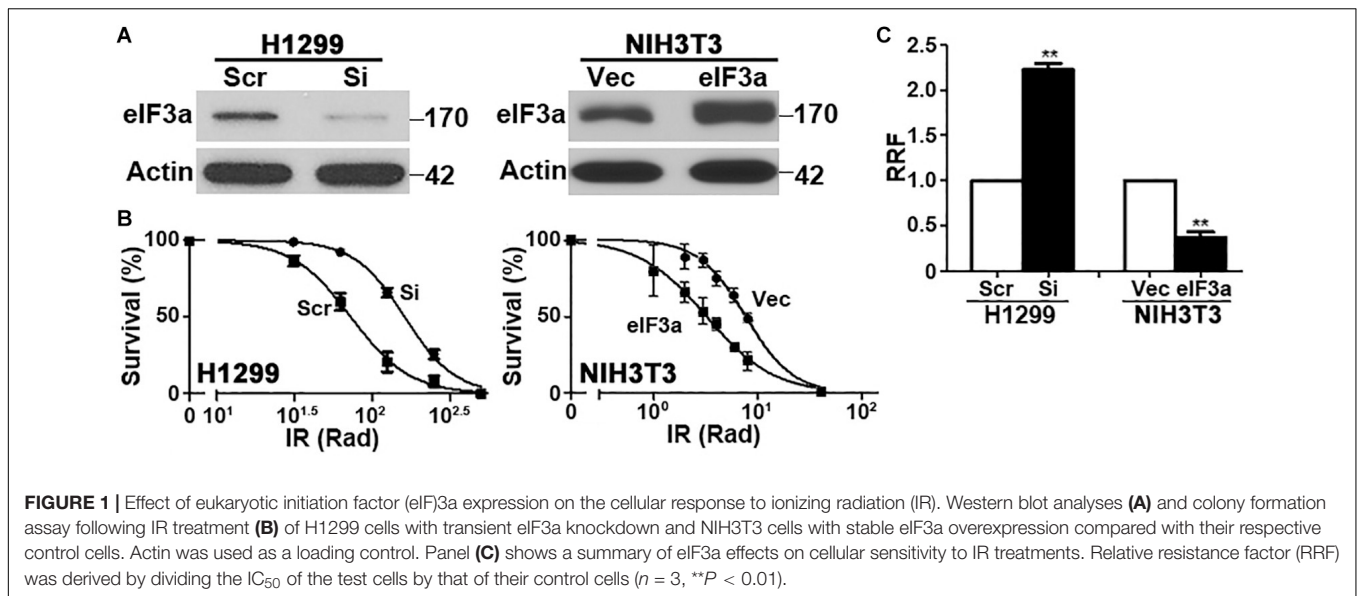 A
H1299
Scr Si
eIF3a
170
Actin
42
NIH3T3
Vec eIF3a
eIF3a
170
Actin
42
B
Survival (%)
100
50
0
Scr
Si
H1299
0 10^1 10^1.5 10^2 10^2.5
IR (Rad)
Survival (%)
100
50
0
eIF3a
Vec
NIH3T3
0 10^0 10^1 10^2
IR (Rad)
C
RRF
2.5
2.0
1.5
1.0
0.5
0
**
**
Scr Si Vec eIF3a
H1299 NIH3T3
FIGURE 1 | Effect of eukaryotic initiation factor (eIF)3a expression on the cellular response to ionizing radiation (IR). Western blot analyses (A) and colony formation
assay following IR treatment (B) of H1299 cells with transient eIF3a knockdown and NIH3T3 cells with stable eIF3a overexpression compared with their respective
control cells. Actin was used as a loading control. Panel (C) shows a summary of eIF3a effects on cellular sensitivity to IR treatments. Relative resistance factor (RRF)
was derived by dividing the IC50 of the test cells by that of their control cells (n = 3, **P < 0.01).